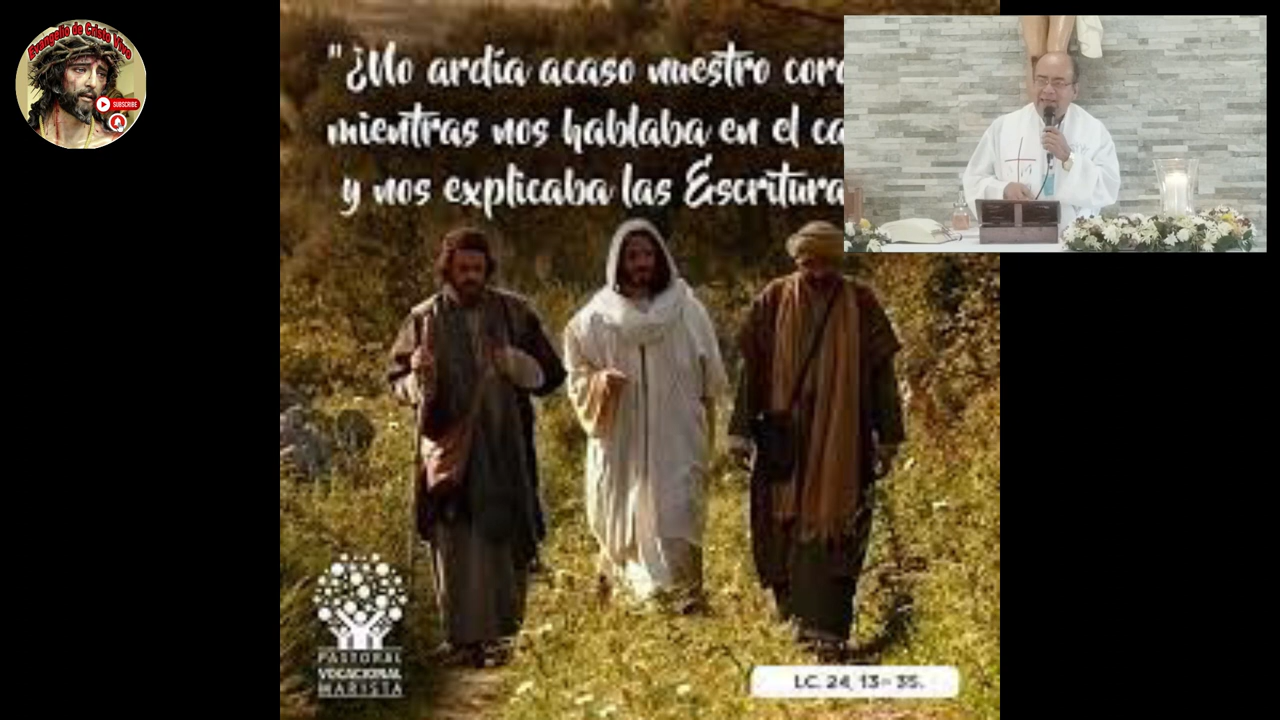 Evangelio de Cristo Vivo
SUBSCRIBE
"¿No ardía acaso nuestro cora
mientras nos hablaba en el ca
y nos explicaba las Escritura
PASTORAL
VOCACIONAL
MARISTA
LC. 24, 13- 35.